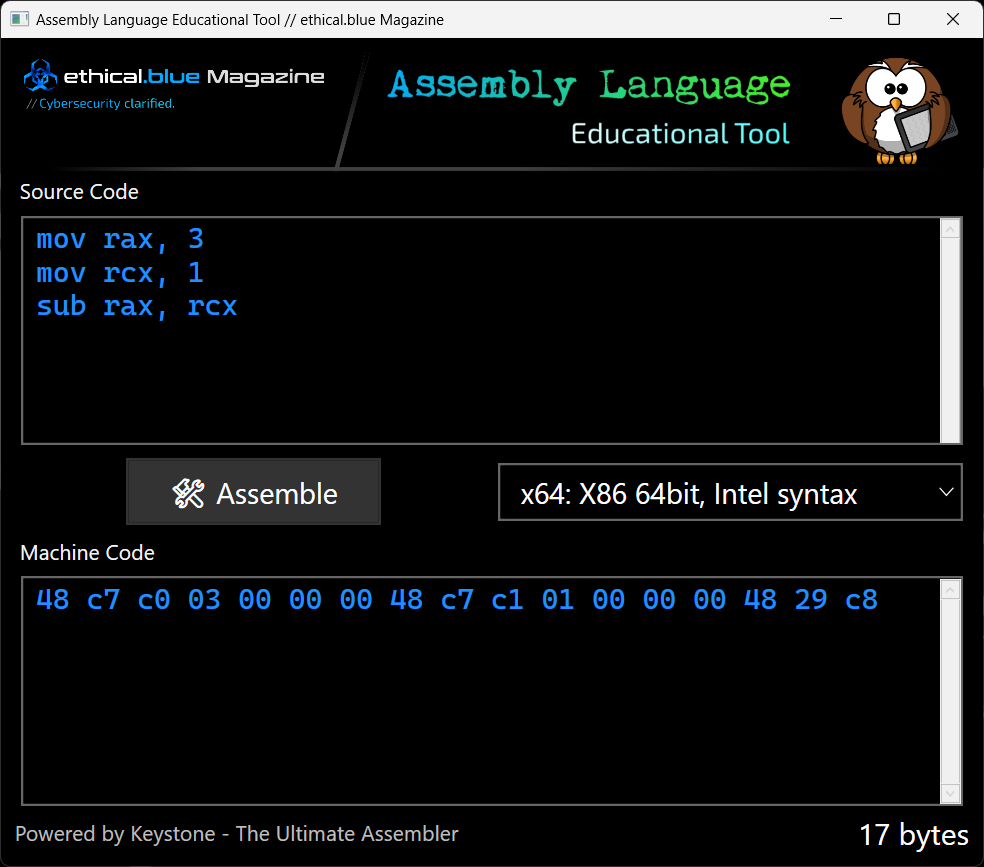 Assembly Language Educational Tool // ethical.blue Magazine
ethical.blue Magazine
// Cybersecurity clarified.
Assembly Language
Educational Tool
Source Code
mov rax, 3
mov rcx, 1
sub rax, rcx
Assemble
x64: X86 64bit, Intel syntax
Machine Code
48 c7 c0 03 00 00 00 48 c7 c1 01 00 00 00 48 29 c8
Powered by Keystone - The Ultimate Assembler
17 bytes